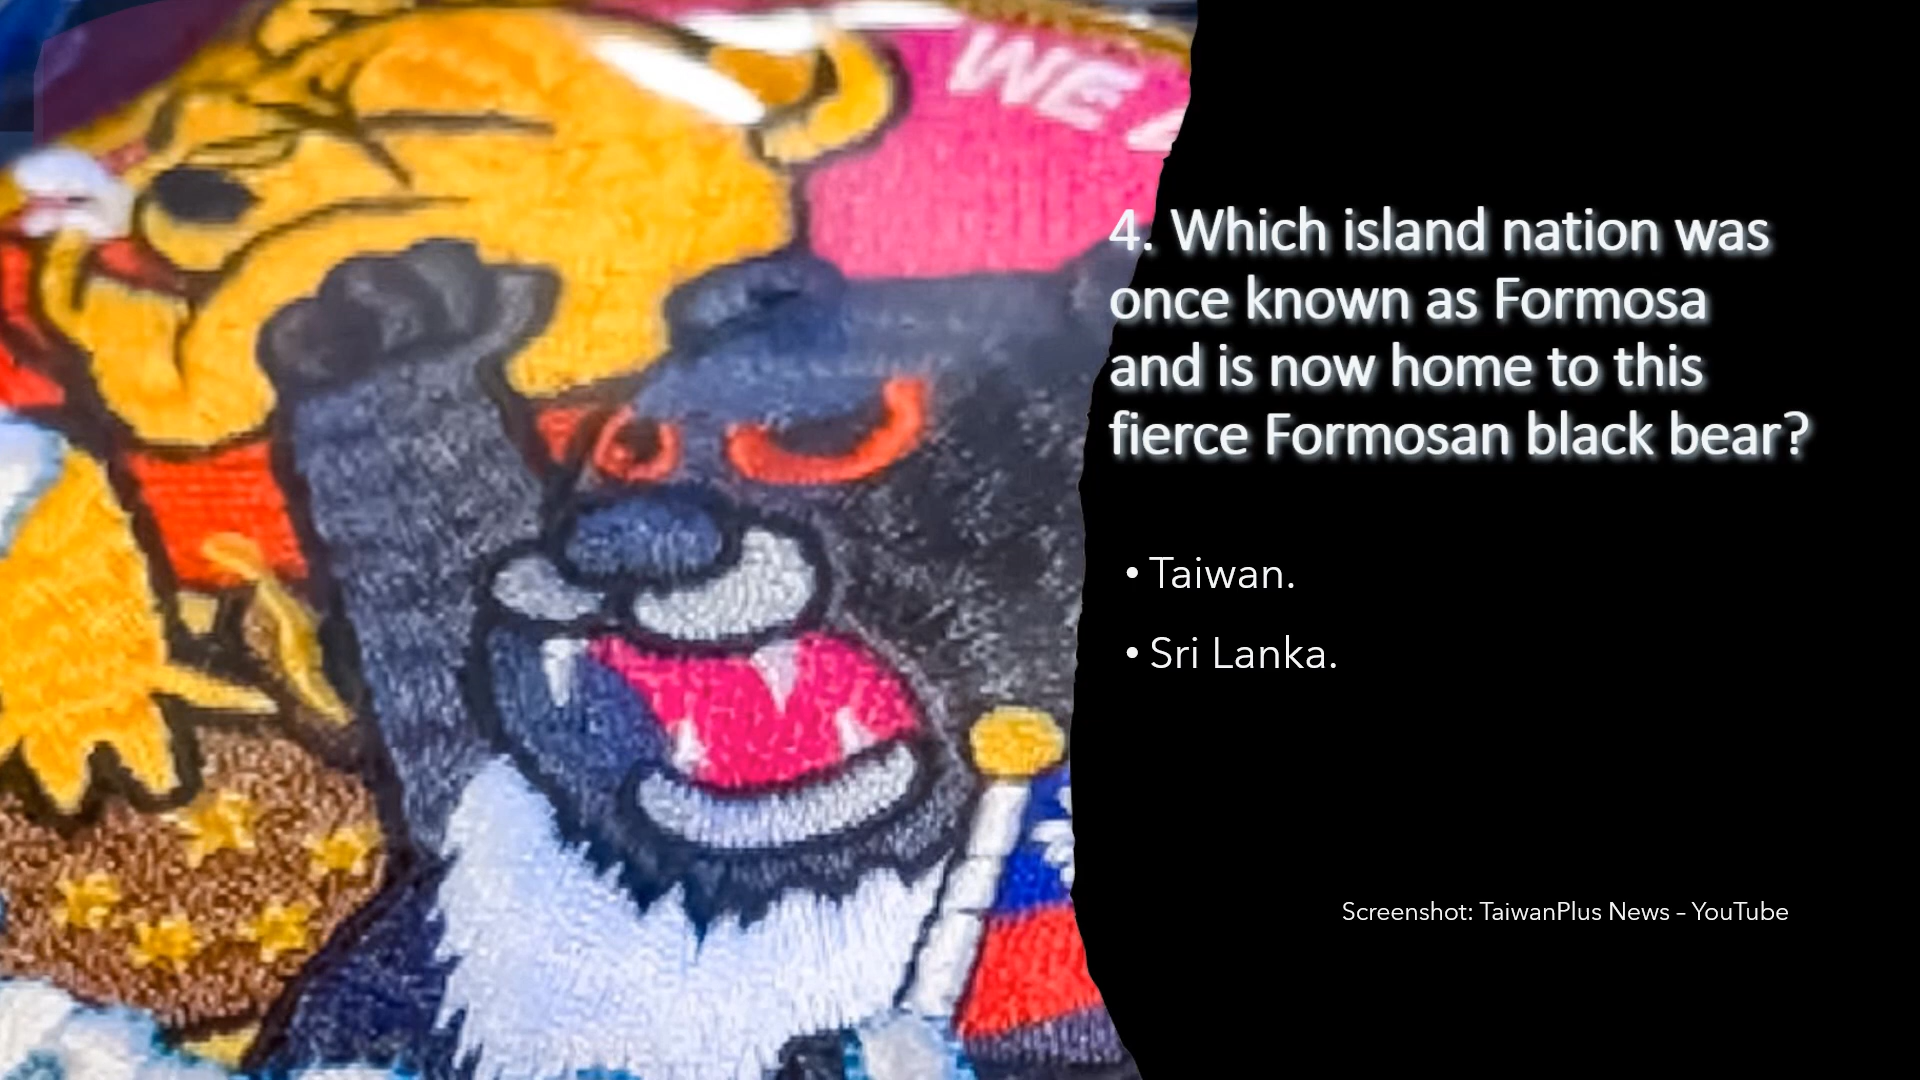 WE
4. Which island nation was
once known as Formosa
and is now home to this
fierce Formosan black bear?
• Taiwan.
• Sri Lanka.
Screenshot: TaiwanPlus News – YouTube